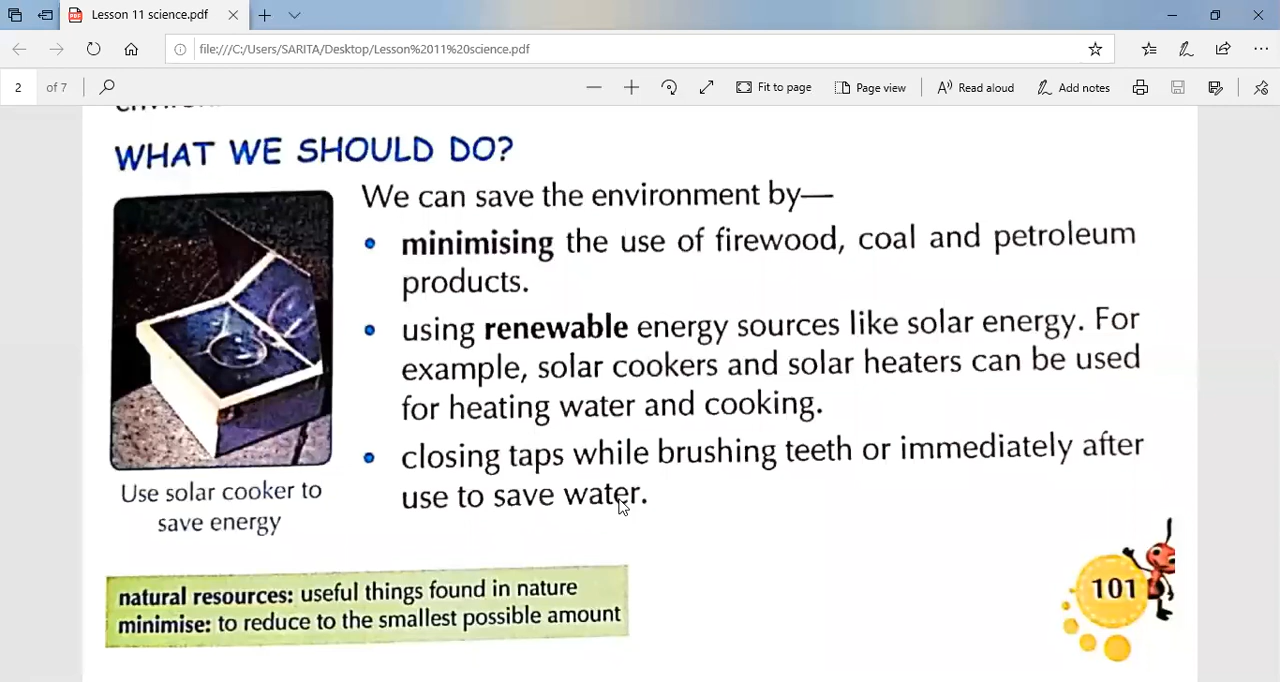 Lesson 11 science.pdf
file:///C:/Users/SARITA/Desktop/Lesson%2011%20science.pdf
2 of 7
Fit to page
Page view
Read aloud
Add notes
WHAT WE SHOULD DO?
We can save the environment by—
• minimising the use of firewood, coal and petroleum
products.
• using renewable energy sources like solar energy. For
example, solar cookers and solar heaters can be used
for heating water and cooking.
• closing taps while brushing teeth or immediately after
use to save water.
Use solar cooker to
save energy
natural resources: useful things found in nature
minimise: to reduce to the smallest possible amount
101